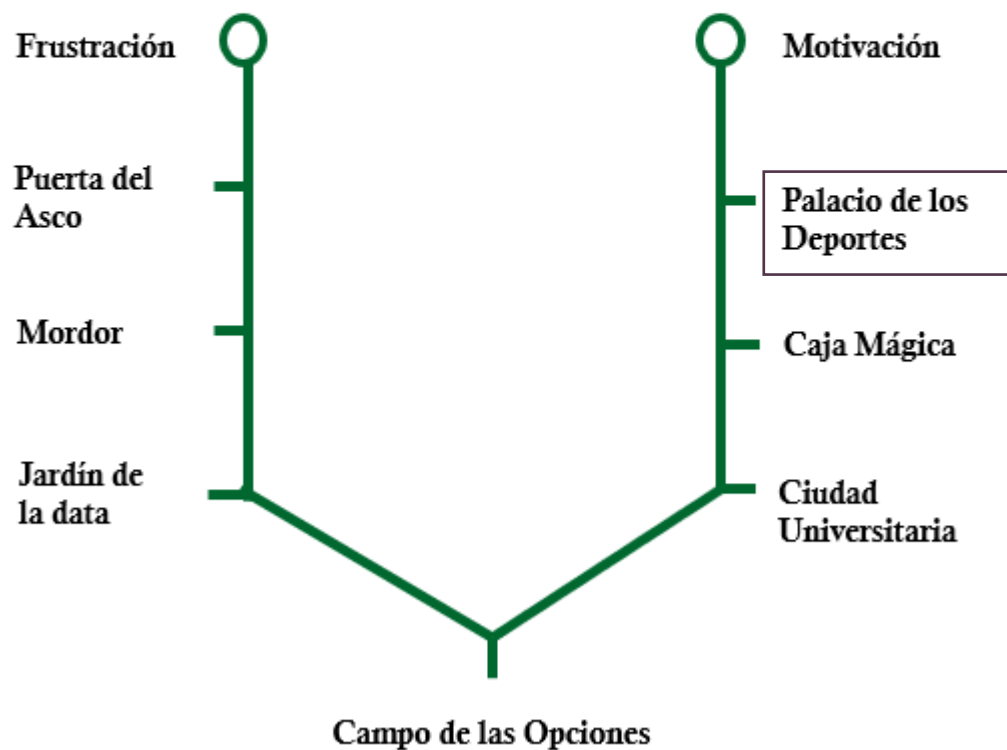 Frustración
Motivación
Puerta del
Asco
Palacio de los
Deportes
Mordor
Caja Mágica
Jardín de
la data
Ciudad
Universitaria
Campo de las Opciones